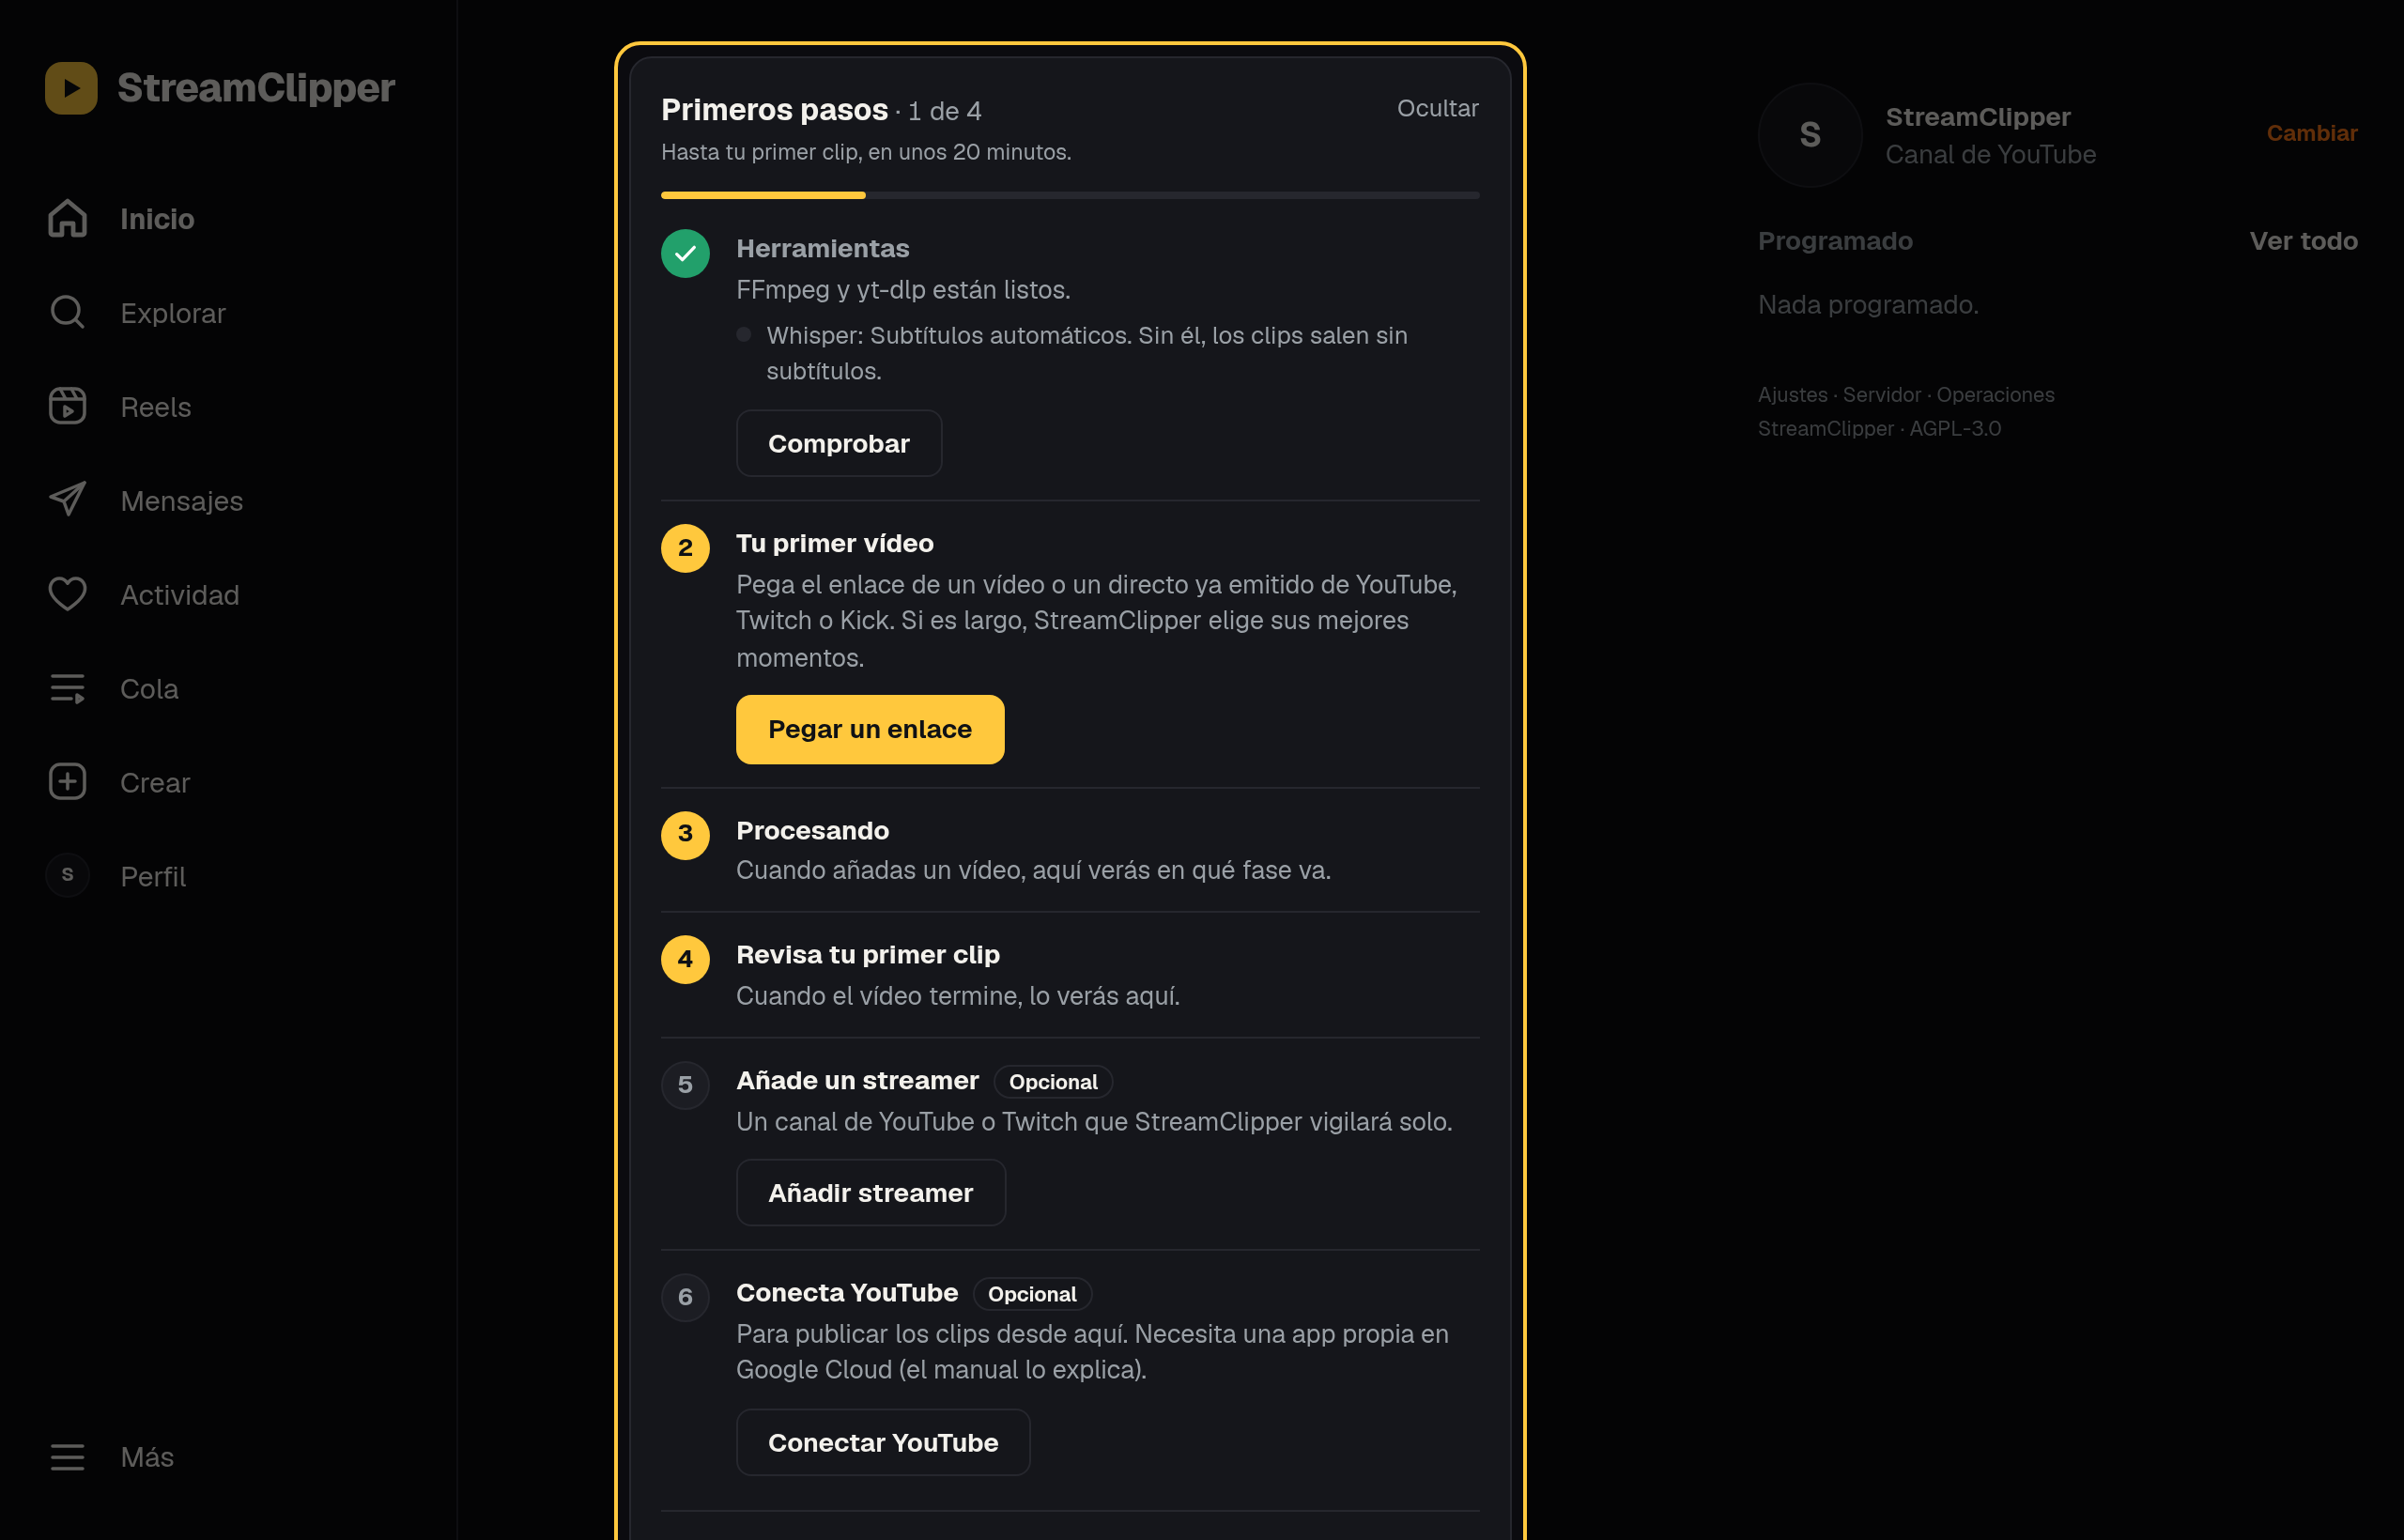 StreamClipper
Inicio
Explorar
Reels
Mensajes
Actividad
Cola
Crear
S
Perfil
Más
Primeros pasos · 1 de 4
Ocultar
Hasta tu primer clip, en unos 20 minutos.
Herramientas
FFmpeg y yt-dlp están listos.
Whisper: Subtítulos automáticos. Sin él, los clips salen sin
subtítulos.
Comprobar
2
Tu primer vídeo
Pega el enlace de un vídeo o un directo ya emitido de YouTube,
Twitch o Kick. Si es largo, StreamClipper elige sus mejores
momentos.
Pegar un enlace
3
Procesando
Cuando añadas un vídeo, aquí verás en qué fase va.
4
Revisa tu primer clip
Cuando el vídeo termine, lo verás aquí.
5
Añade un streamer
Opcional
Un canal de YouTube o Twitch que StreamClipper vigilará solo.
Añadir streamer
6
Conecta YouTube
Opcional
Para publicar los clips desde aquí. Necesita una app propia en
Google Cloud (el manual lo explica).
Conectar YouTube
S
StreamClipper
Canal de YouTube
Cambiar
Programado
Ver todo
Nada programado.
Ajustes · Servidor · Operaciones
StreamClipper · AGPL-3.0